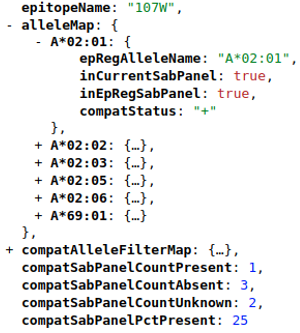 epitopeName: "107W",
- alleleMap: {
- A*02:01: {
epRegAlleleName: "A*02:01",
inCurrentSabPanel: true,
inEpRegSabPanel: true,
compatStatus: "+"
},
+ A*02:02: {…},
+ A*02:03: {…},
+ A*02:05: {…},
+ A*02:06: {…},
+ A*69:01: {…}
},
+ compatAlleleFilterMap: {…},
compatSabPanelCountPresent: 1,
compatSabPanelCountAbsent: 3,
compatSabPanelCountUnknown: 2,
compatSabPanelPctPresent: 25